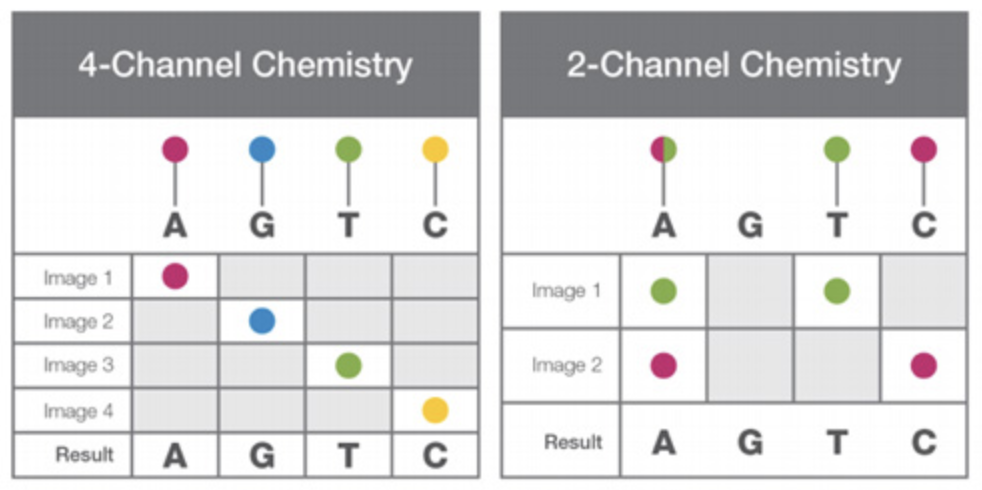 4-Channel Chemistry
A G T C
Image 1
Image 2
Image 3
Image 4
Result A G T C
2-Channel Chemistry
A G T C
Image 1
Image 2
Result A G T C